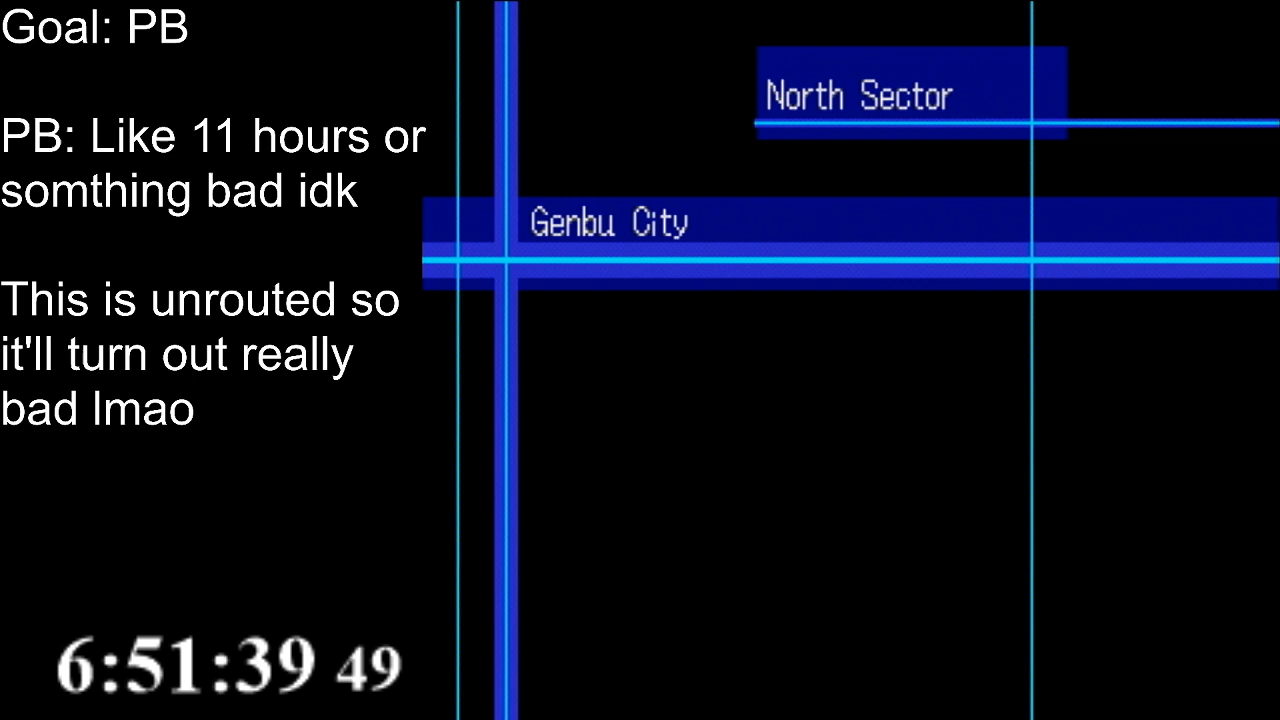 Goal: PB
PB: Like 11 hours or
somthing bad idk
This is unrouted so
it'll turn out really
bad lmao
North Sector
Genbu City
6:51:39 49